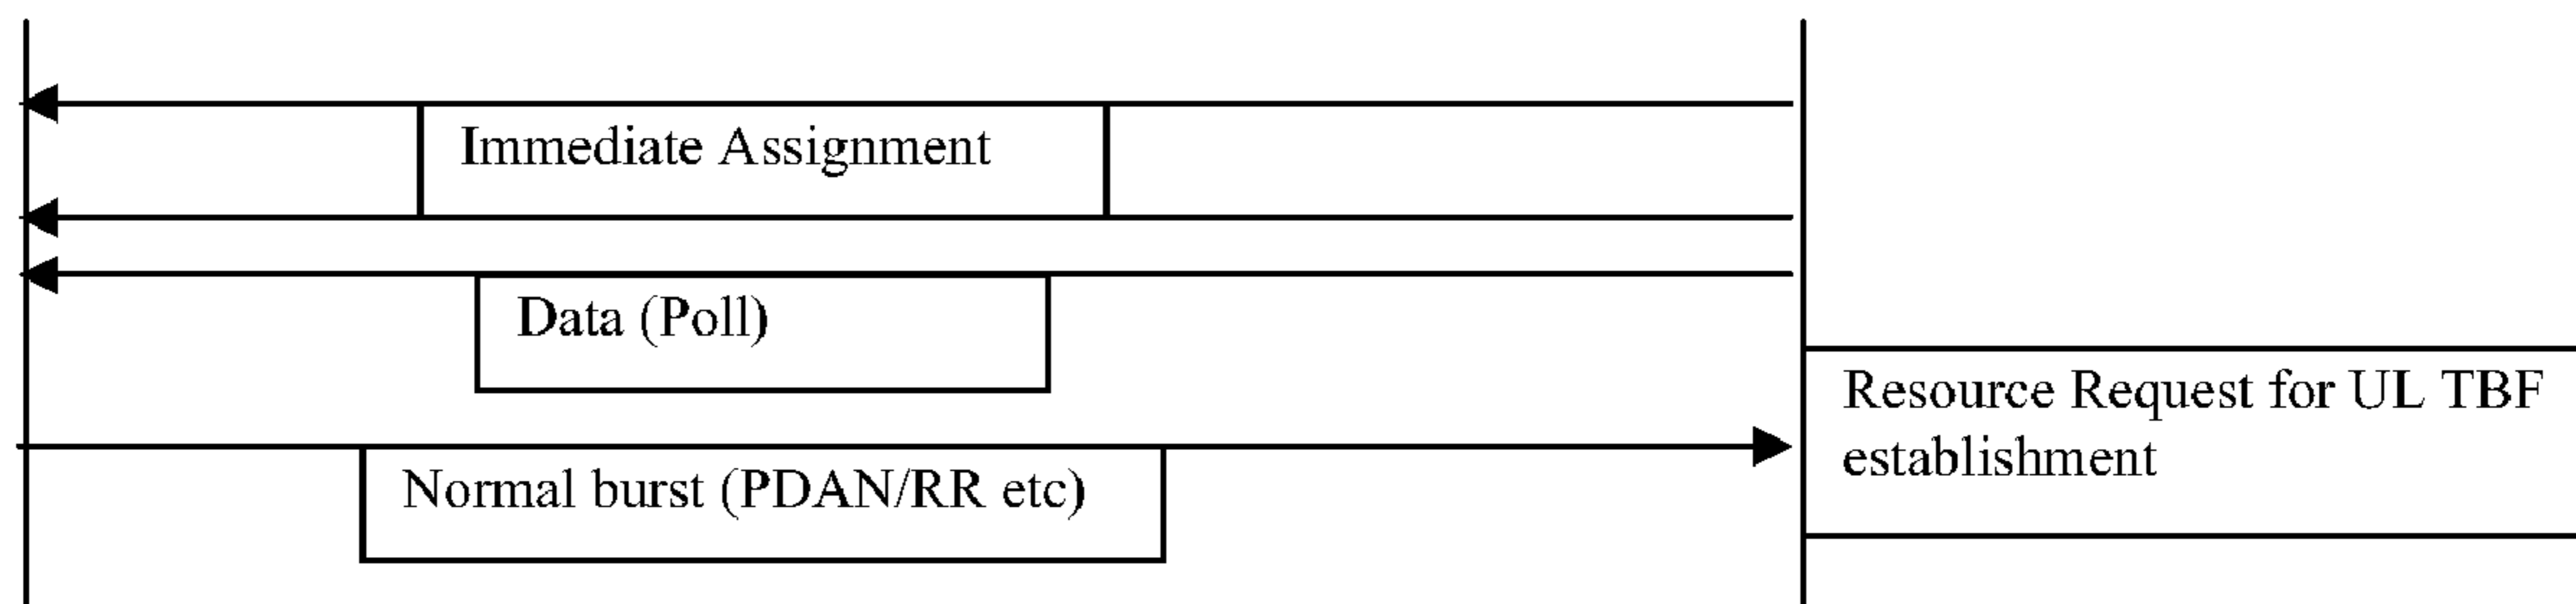 Immediate Assignment
Data (Poll)
Resource Request for UL TBF
establishment
Normal burst (PDAN/RR etc)